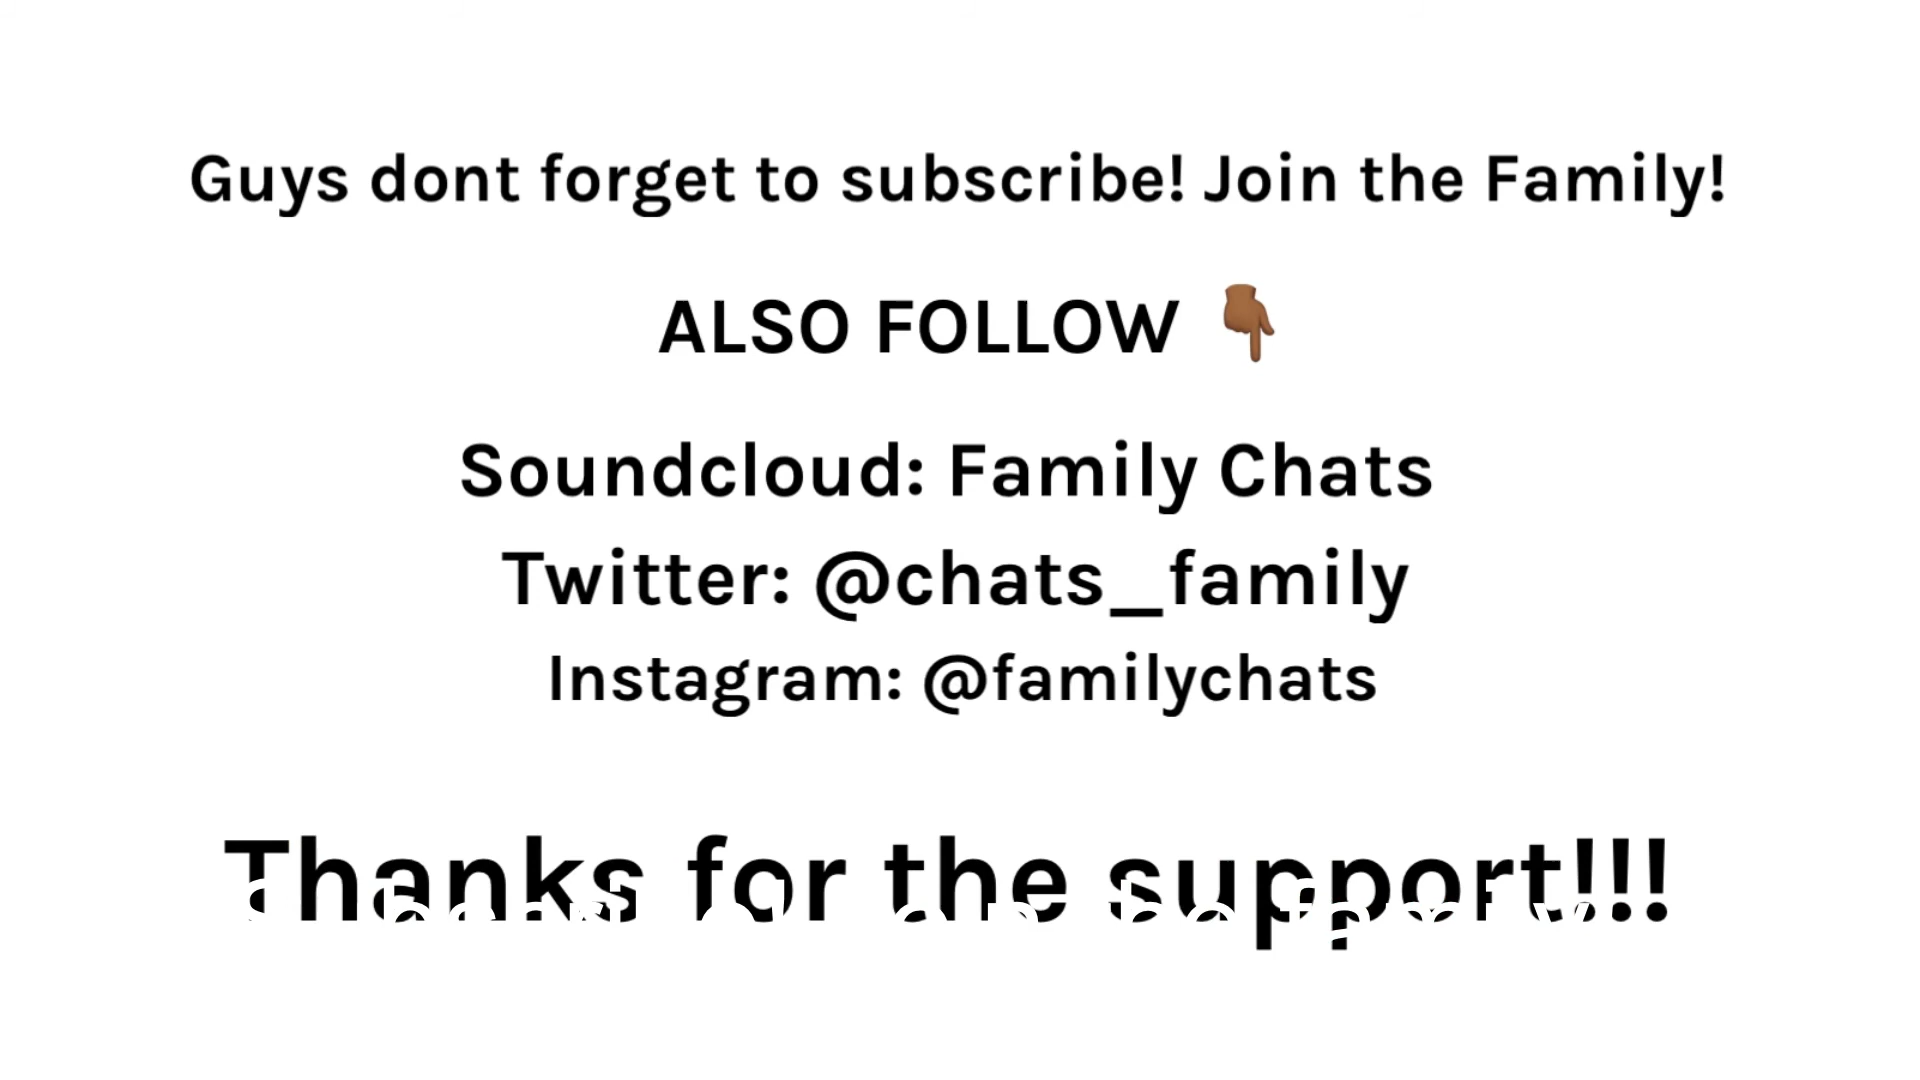 Guys dont forget to subscribe! Join the Family!
ALSO FOLLOW 👇🏾
Soundcloud: Family Chats
Twitter: @chats_family
Instagram: @familychats
Thanks for the support!!!